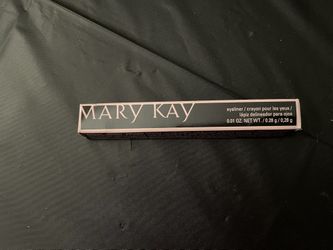 MARY KAY
eyeliner / crayon pour les yeux /
lápiz delineador para ojos
0.01 OZ. NET WT. / 0.28 g / 0,28 g